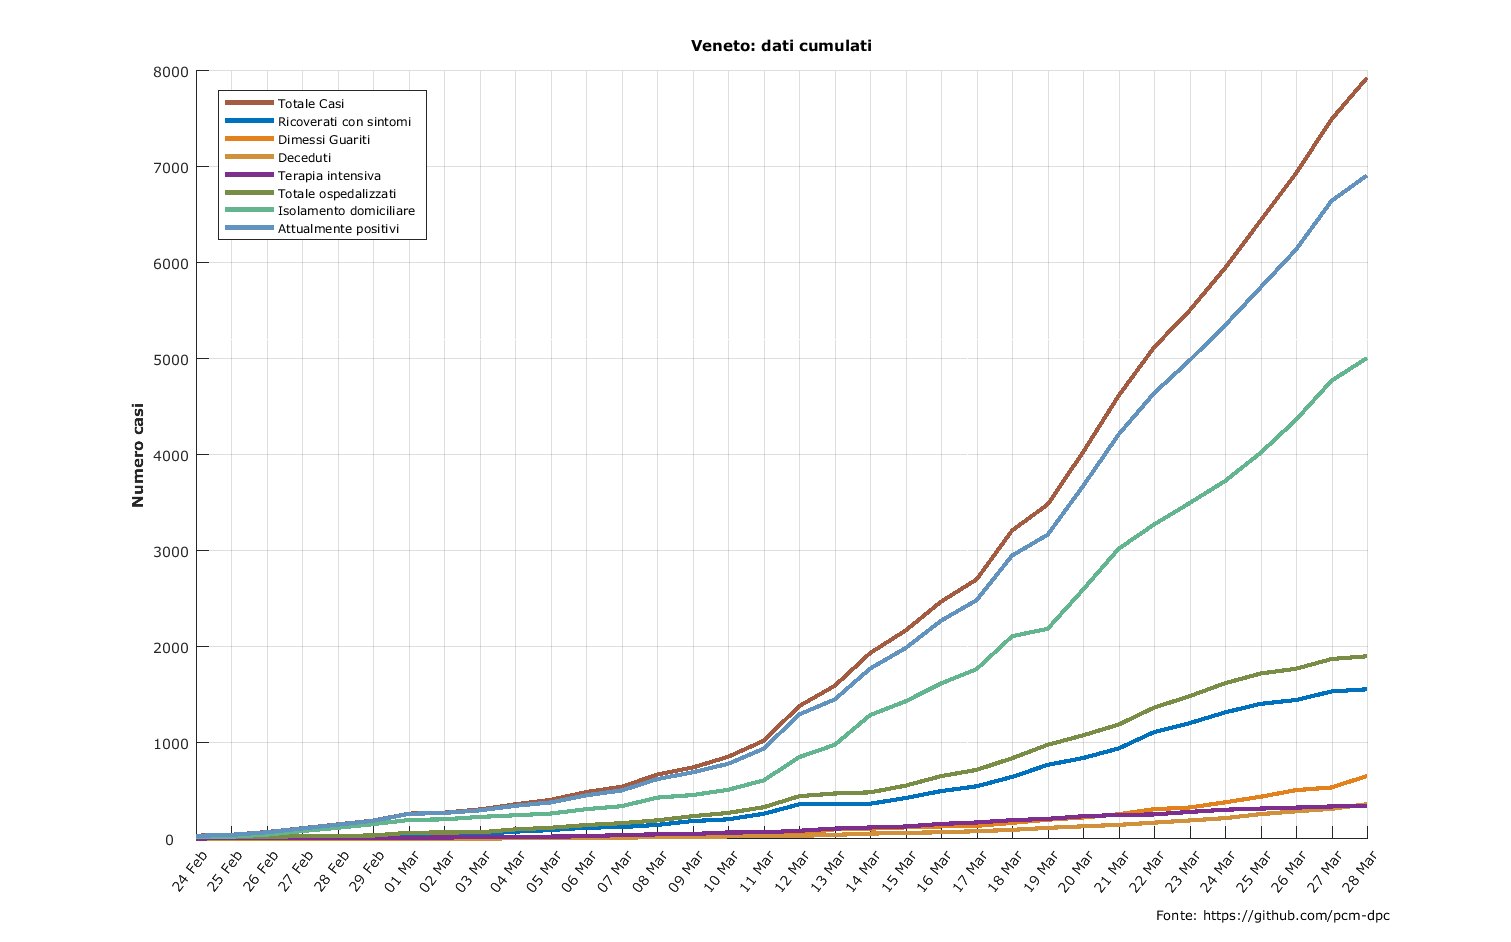 Veneto: dati cumulati
8000
7000
6000
5000
4000
3000
2000
1000
0
Numero casi
Totale Casi
Ricoverati con sintomi
Dimessi Guariti
Deceduti
Terapia intensiva
Totale ospedalizzati
Isolamento domiciliare
Attualmente positivi
24 Feb
25 Feb
26 Feb
27 Feb
28 Feb
29 Feb
01 Mar
02 Mar
03 Mar
04 Mar
05 Mar
06 Mar
07 Mar
08 Mar
09 Mar
10 Mar
11 Mar
12 Mar
13 Mar
14 Mar
15 Mar
16 Mar
17 Mar
18 Mar
19 Mar
20 Mar
21 Mar
22 Mar
23 Mar
24 Mar
25 Mar
26 Mar
27 Mar
28 Mar
Fonte: https://github.com/pcm-dpc